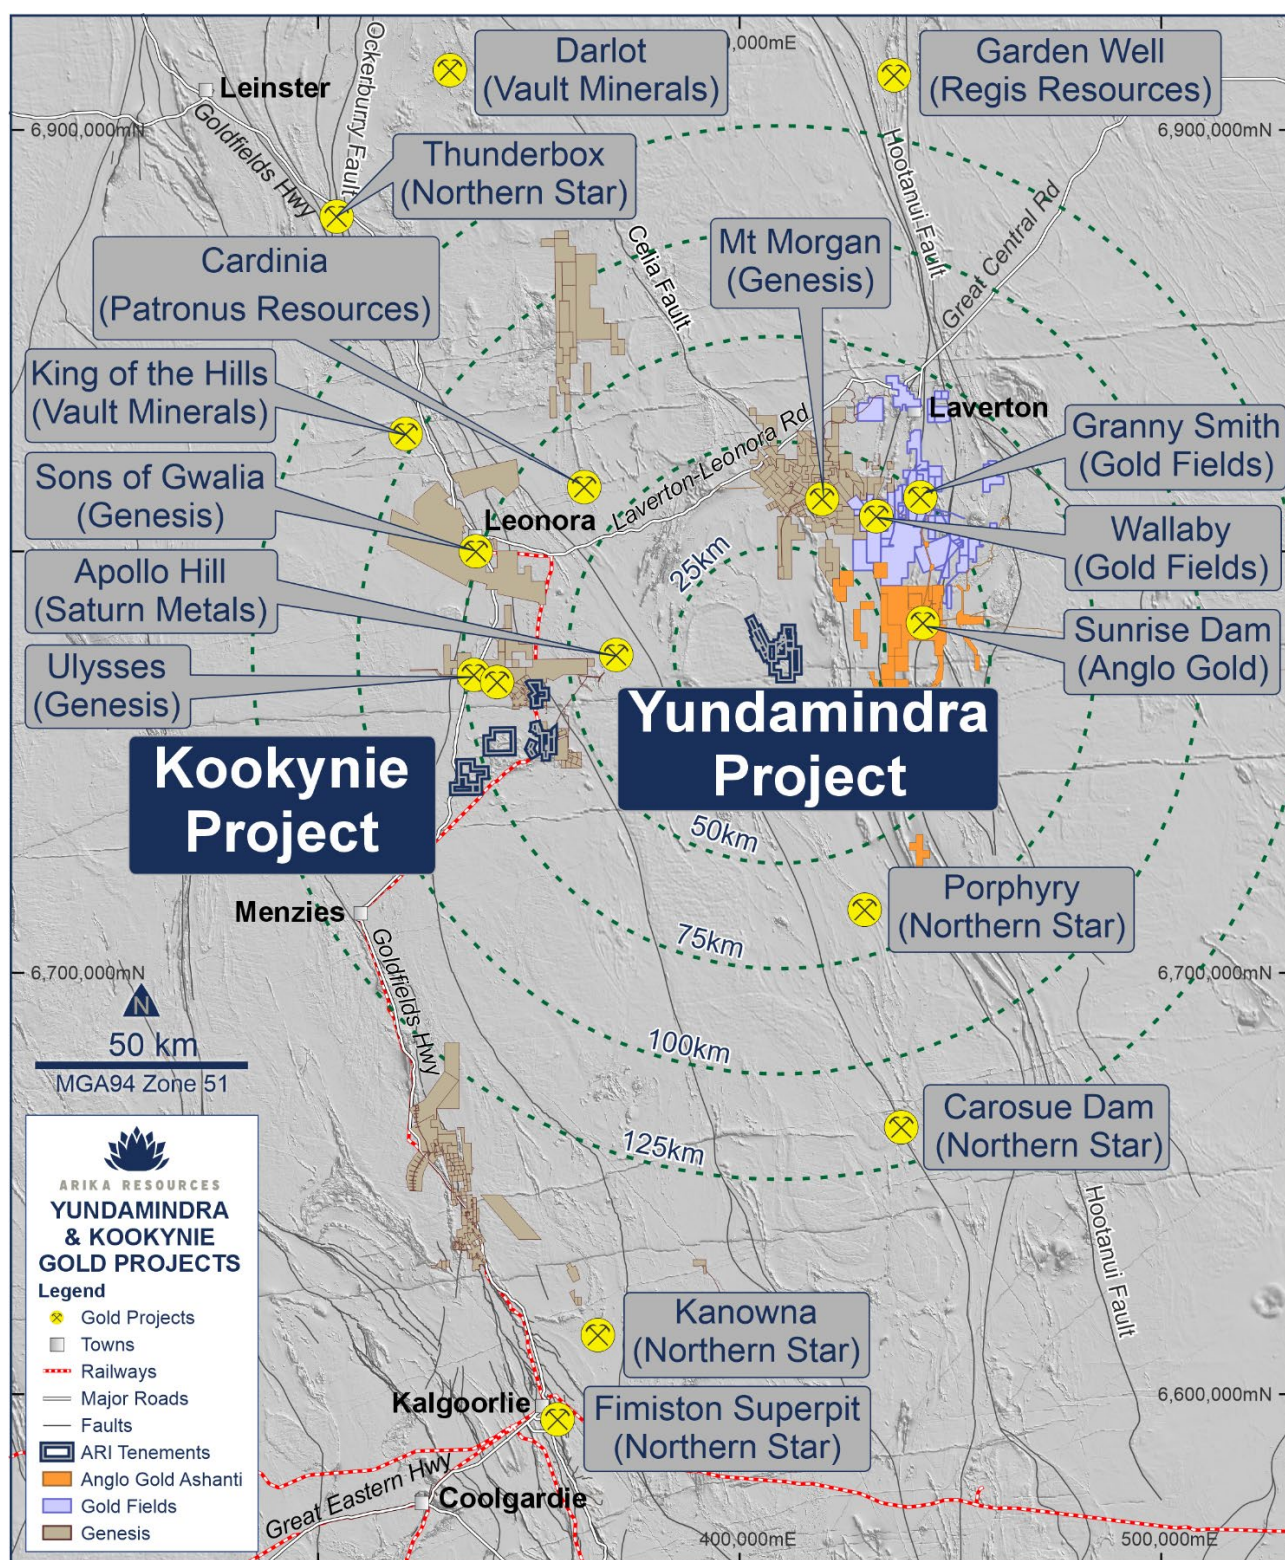 Darlot
(Vault Minerals)
,000mE
Garden Well
(Regis Resources)
Leinster
Ockerburry Fault
6,900,000mN
6,900,000mN
Goldfields Hwy
Hootanui Fault
Thunderbox
(Northern Star)
Great Central Rd
Cardinia
(Patronus Resources)
Celia Fault
Mt Morgan
(Genesis)
King of the Hills
(Vault Minerals)
Laverton
Laverton-Leonora Rd
Granny Smith
(Gold Fields)
Sons of Gwalia
(Genesis)
Leonora
Wallaby
(Gold Fields)
25km
Apollo Hill
(Saturn Metals)
Sunrise Dam
(Anglo Gold)
Ulysses
(Genesis)
Yundamindra
Project
Kookynie
Project
50km
Porphyry
(Northern Star)
Menzies
75km
Goldfields Hwy
6,700,000mN
6,700,000mN
N
50 km
MGA94 Zone 51
100km
Carosue Dam
(Northern Star)
125km
Hootanui Fault
ARIKA RESOURCES
YUNDAMINDRA
& KOOKYNIE
GOLD PROJECTS
Legend
Gold Projects
Towns
Railways
Major Roads
Faults
ARI Tenements
Anglo Gold Ashanti
Gold Fields
Genesis
Kanowna
(Northern Star)
Kalgoorlie
6,600,000mN
Fimiston Superpit
(Northern Star)
Great Eastern Hwy
Coolgardie
400,000mE
500,000mE